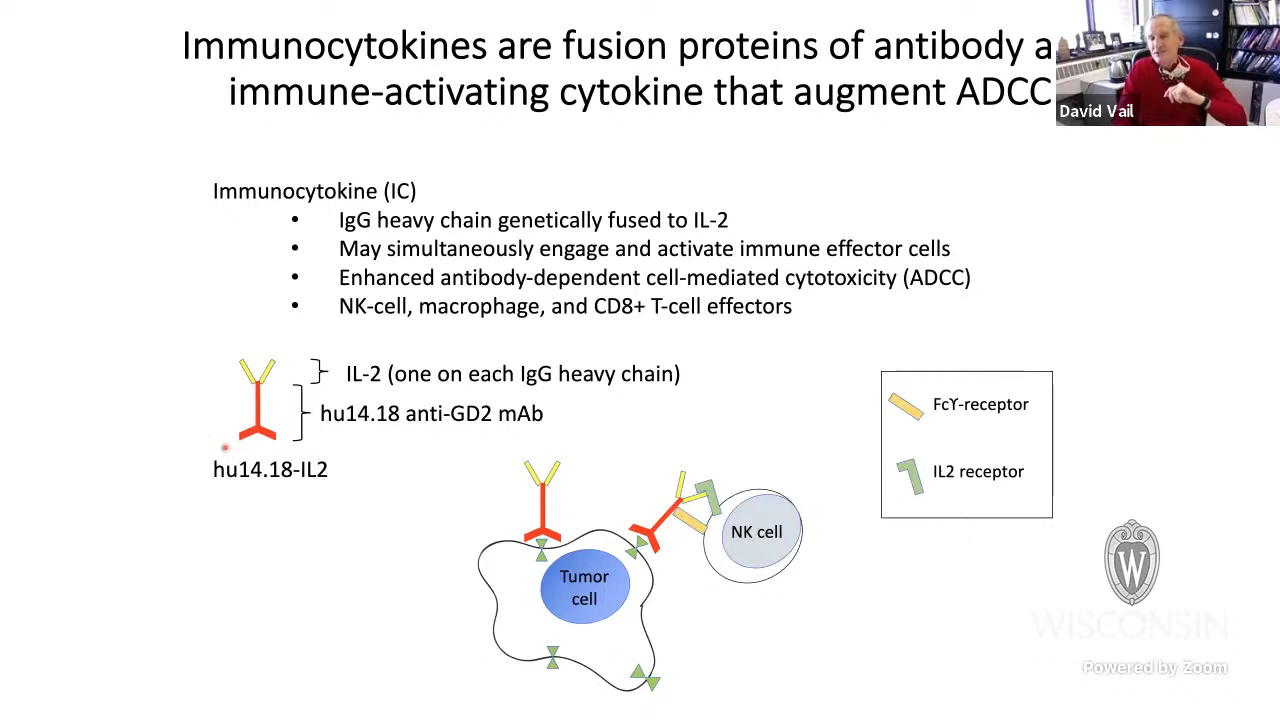 Immunocytokines are fusion proteins of antibody a
immune-activating cytokine that augment ADCC
David Vail
Immunocytokine (IC)
• IgG heavy chain genetically fused to IL-2
• May simultaneously engage and activate immune effector cells
• Enhanced antibody-dependent cell-mediated cytotoxicity (ADCC)
• NK-cell, macrophage, and CD8+ T-cell effectors
IL-2 (one on each IgG heavy chain)
hu14.18 anti-GD2 mAb
hu14.18-IL2
FcϒƳ-receptor
IL2 receptor
NK cell
Tumor
cell
W
WISCONSIN
Powered by Zoom